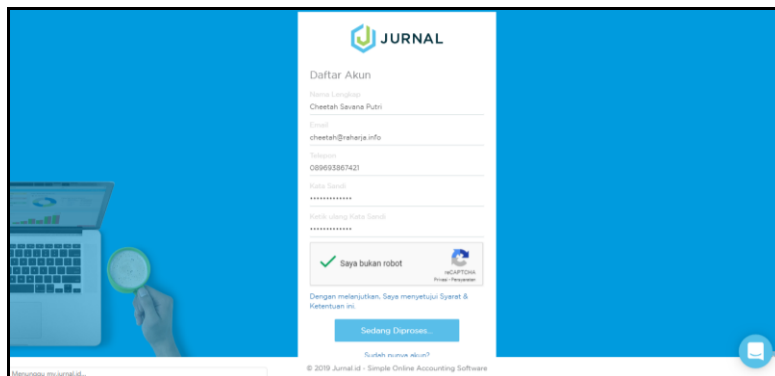 JURNAL
Daftar Akun
Nama Lengkap
Cheetah Savana Putri
Email
cheetah@raharja.info
Telepon
089693867421
Kata Sandi
•••••••••••••
Ketik Ulang Kata Sandi
•••••••••••••
Saya bukan robot
reCAPTCHA
Privasi - Persyaratan
Dengan melanjutkan, Saya menyetujui Syarat &
Ketentuan ini.
Sedang Diproses...
Sudah punya akun?
© 2019 Jurnal.id - Simple Online Accounting Software
Menunggu my.jurnal.id...